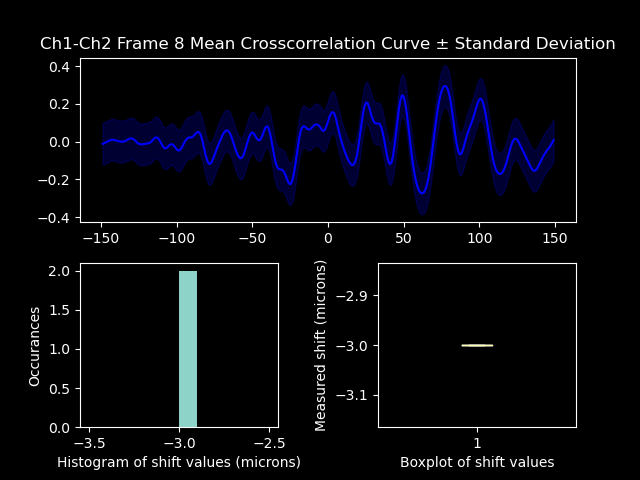 Ch1-Ch2 Frame 8 Mean Crosscorrelation Curve ± Standard Deviation
0.4
0.2
0.0
−0.2
−0.4
−150 −100 −50 0 50 100 150
Occurances
2.0
1.5
1.0
0.5
0.0
−3.5 −3.0 −2.5
Histogram of shift values (microns)
Measured shift (microns)
−2.9
−3.0
−3.1
1
Boxplot of shift values